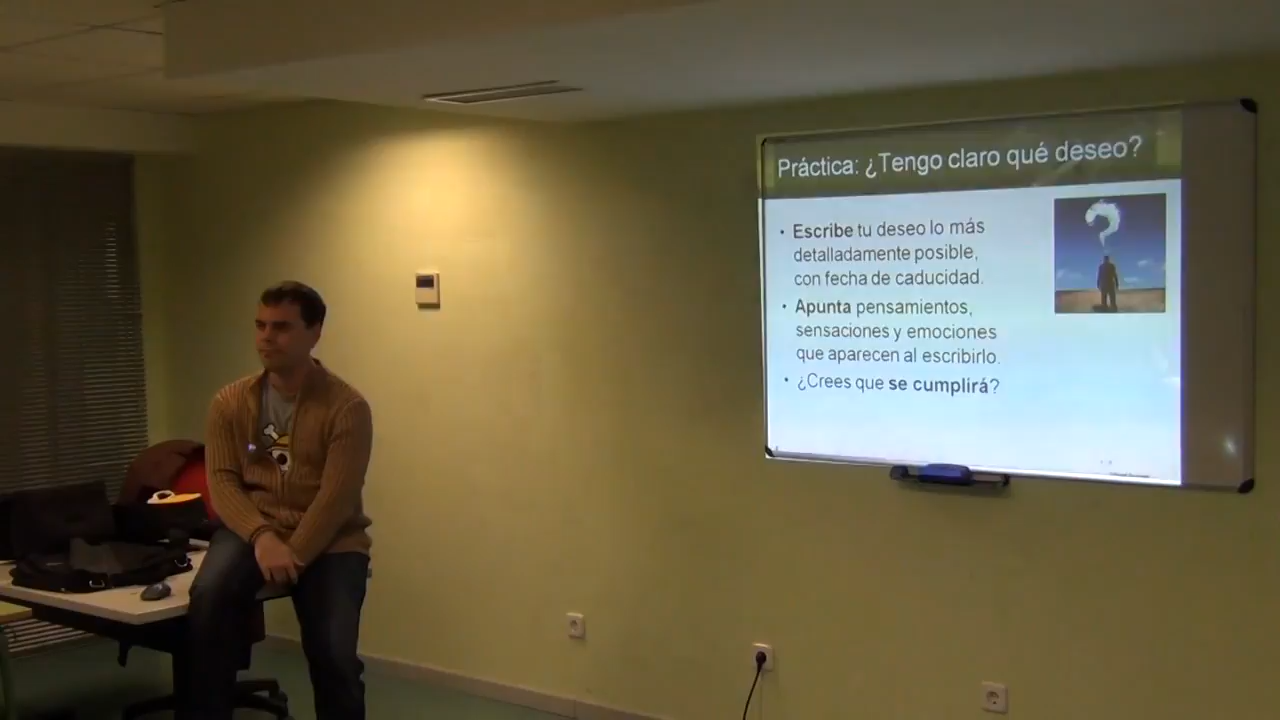 Práctica: ¿Tengo claro qué deseo?
• Escribe tu deseo lo más
detalladamente posible,
con fecha de caducidad.
• Apunta pensamientos,
sensaciones y emociones
que aparecen al escribirlo.
• ¿Crees que se cumplirá?